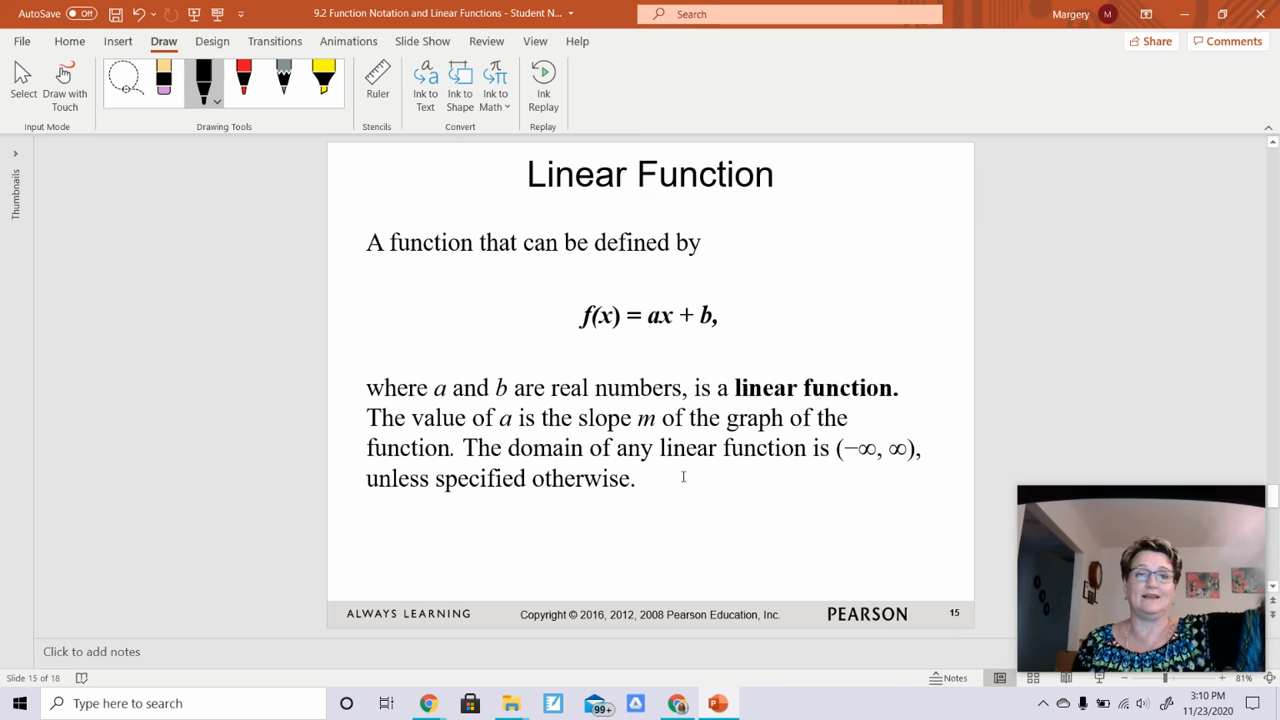 AutoSave Off 9.2 Function Notation and Linear Functions - Student N... Search Margery M
File Home Insert Draw Design Transitions Animations Slide Show Review View Help Share Comments
Select Draw with Touch Ruler Ink to Text Ink to Shape Ink to Math Ink Replay
Input Mode Drawing Tools Stencils Convert Replay
Thumbnails
Linear Function
A function that can be defined by
f(x) = ax + b,
where a and b are real numbers, is a linear function.
The value of a is the slope m of the graph of the
function. The domain of any linear function is (−∞, ∞),
unless specified otherwise.
ALWAYS LEARNING Copyright © 2016, 2012, 2008 Pearson Education, Inc. PEARSON 15
Click to add notes
Slide 15 of 18 Notes 81%
Type here to search 99+ 3:10 PM
11/23/2020